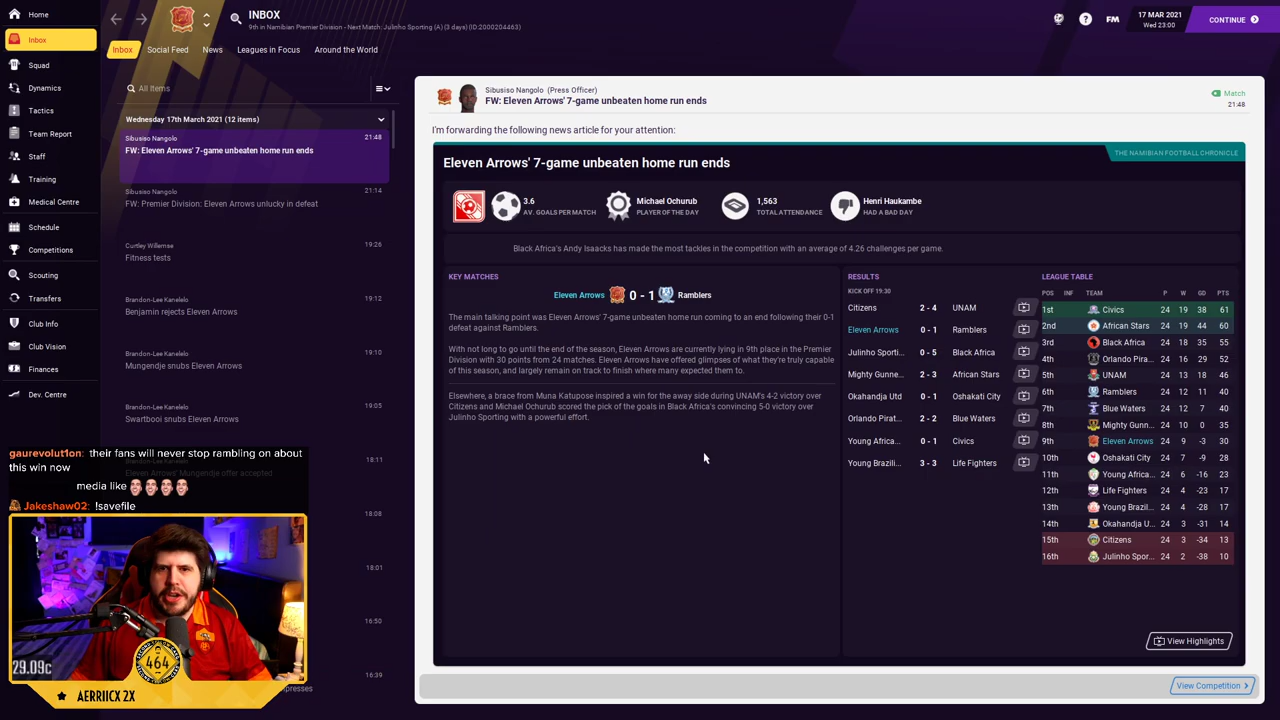 Home
Inbox
Squad
Dynamics
Tactics
Team Report
Staff
Training
Medical Centre
Schedule
Competitions
Scouting
Transfers
Club Info
Club Vision
Finances
Dev. Centre
INBOX
9th in Namibian Premier Division - Next Match: Julinho Sporting (A) (3 days) (ID:2000204463)
?
FM
17 MAR 2021
Wed 23:00
CONTINUE
Inbox
Social Feed
News
Leagues in Focus
Around the World
All Items
Wednesday 17th March 2021 (12 items)
Sibusiso Nangolo
21:48
FW: Eleven Arrows' 7-game unbeaten home run ends
Sibusiso Nangolo
21:14
FW: Premier Division: Eleven Arrows unlucky in defeat
Curtley Willemse
19:26
Fitness tests
Brandon-Lee Kanelelo
19:12
Benjamin rejects Eleven Arrows
Brandon-Lee Kanelelo
19:10
Mungendje snubs Eleven Arrows
Brandon-Lee Kanelelo
19:05
Swartbooi snubs Eleven Arrows
18:11
Eleven Arrows' Mungendje offer accepted
18:08
18:01
16:50
16:39
gaurevolut1on: their fans will never stop rambling on about
this win now
media like
Jakeshaw02: !savefile
29.09c
464
AERRIICX 2X
Sibusiso Nangolo (Press Officer)
FW: Eleven Arrows' 7-game unbeaten home run ends
Match
21:48
I'm forwarding the following news article for your attention:
Eleven Arrows' 7-game unbeaten home run ends
THE NAMIBIAN FOOTBALL CHRONICLE
3.6
AV. GOALS PER MATCH
Michael Ochurub
PLAYER OF THE DAY
1,563
TOTAL ATTENDANCE
Henri Haukambe
HAD A BAD DAY
Black Africa's Andy Isaacks has made the most tackles in the competition with an average of 4.26 challenges per game.
KEY MATCHES
Eleven Arrows 0 - 1 Ramblers
The main talking point was Eleven Arrows' 7-game unbeaten home run coming to an end following their 0-1
defeat against Ramblers.
With not long to go until the end of the season, Eleven Arrows are currently lying in 9th place in the Premier
Division with 30 points from 24 matches. Eleven Arrows have offered glimpses of what they're truly capable
of this season, and largely remain on track to finish where many expected them to.
Elsewhere, a brace from Muna Katupose inspired a win for the away side during UNAM's 4-2 victory over
Citizens and Michael Ochurub scored the pick of the goals in Black Africa's convincing 5-0 victory over
Julinho Sporting with a powerful effort.
RESULTS
KICK OFF 19:30
Citizens 2 - 4 UNAM
Eleven Arrows 0 - 1 Ramblers
Julinho Sporti... 0 - 5 Black Africa
Mighty Gunne... 2 - 3 African Stars
Okahandja Utd 0 - 1 Oshakati City
Orlando Pirat... 2 - 2 Blue Waters
Young Africa... 0 - 1 Civics
Young Brazili... 3 - 3 Life Fighters
LEAGUE TABLE
POS INF TEAM P W GD PTS
1st Civics 24 19 38 61
2nd African Stars 24 19 44 60
3rd Black Africa 24 18 35 55
4th Orlando Pira... 24 16 29 52
5th UNAM 24 13 18 46
6th Ramblers 24 12 11 40
7th Blue Waters 24 12 7 40
8th Mighty Gunn... 24 10 0 35
9th Eleven Arrows 24 9 -3 30
10th Oshakati City 24 7 -9 28
11th Young Africa... 24 6 -16 23
12th Life Fighters 24 4 -23 17
13th Young Brazil... 24 4 -28 17
14th Okahandja U... 24 3 -31 14
15th Citizens 24 3 -34 13
16th Julinho Spor... 24 2 -38 10
View Highlights
View Competition